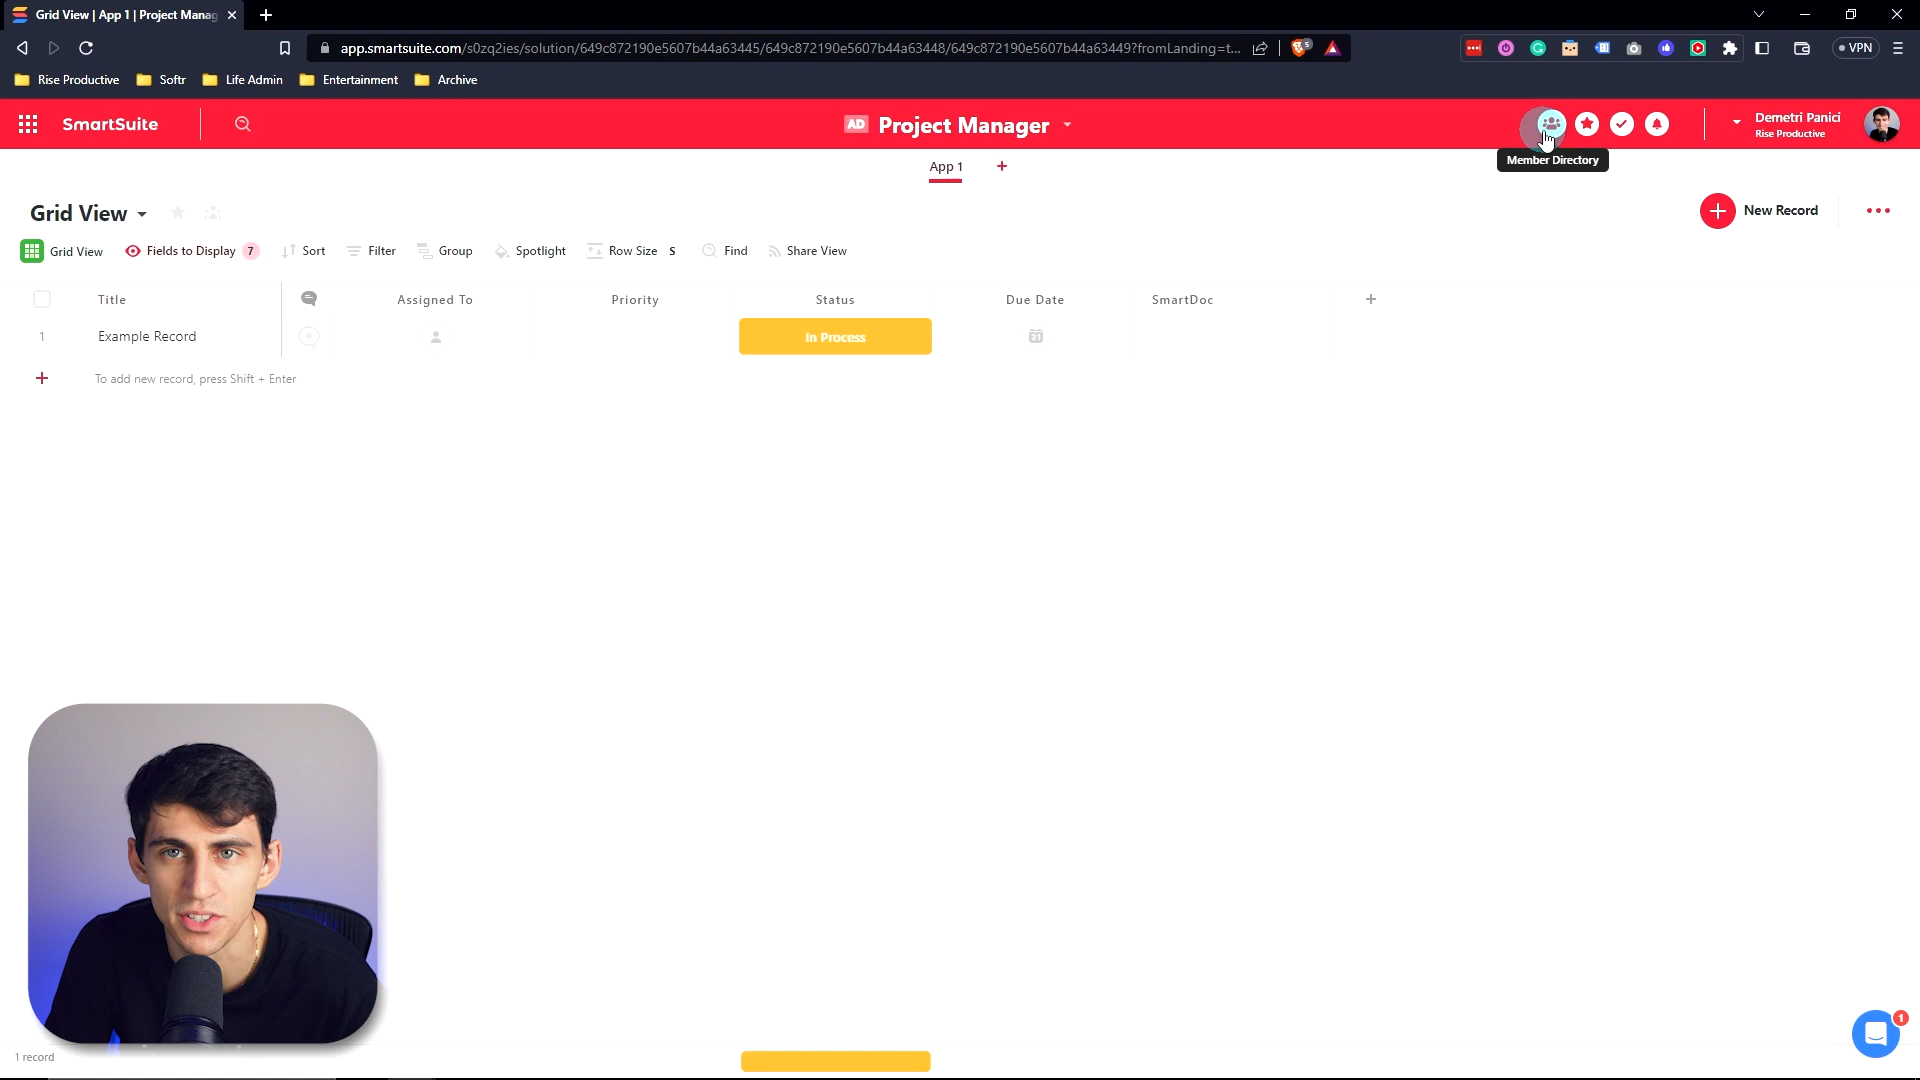 Grid View | App 1 | Project Manag
app.smartsuite.com/s0zq2ies/solution/649c872190e5607b44a63445/649c872190e5607b44a63448/649c872190e5607b44a63449?fromLanding=t...
5
VPN
Rise Productive
Softr
Life Admin
Entertainment
Archive
SmartSuite
AD Project Manager
Demetri Panici
Rise Productive
Member Directory
App 1
Grid View
New Record
Grid View
Fields to Display 7
Sort
Filter
Group
Spotlight
Row Size S
Find
Share View
Title
Assigned To
Priority
Status
Due Date
SmartDoc
1
Example Record
In Process
31
To add new record, press Shift + Enter
1 record
1